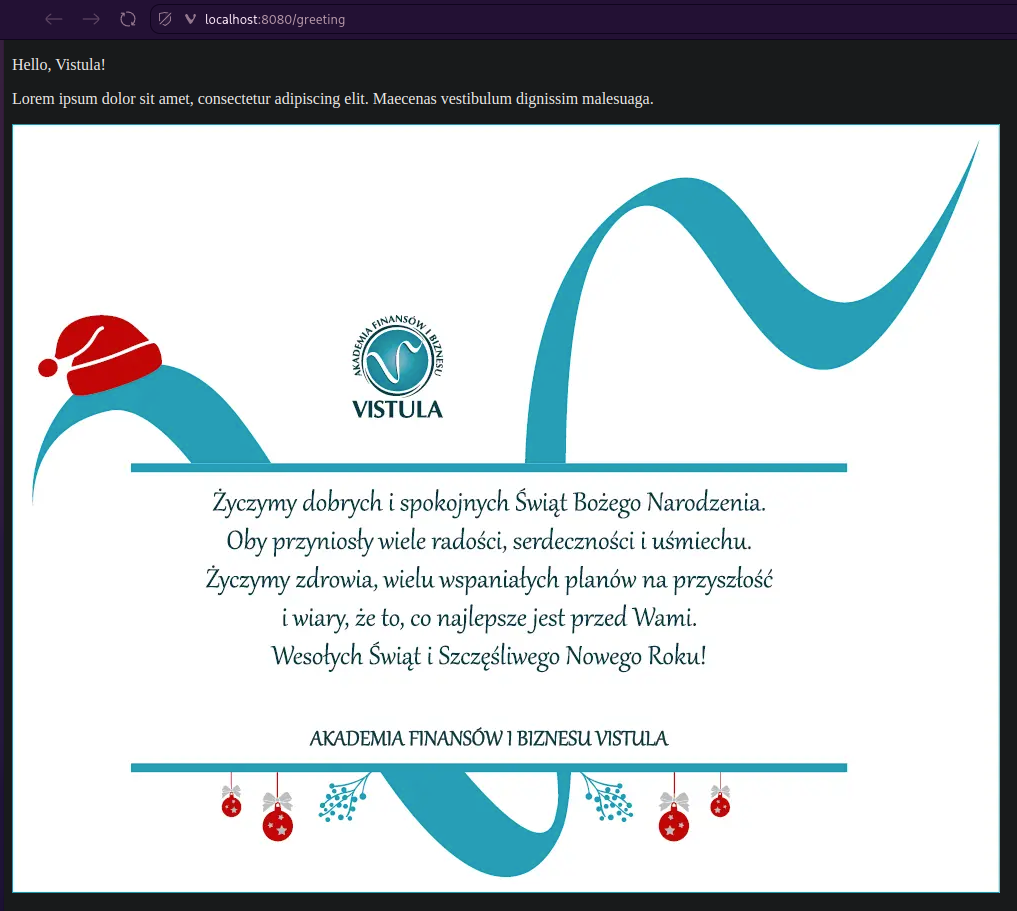 localhost:8080/greeting
Hello, Vistula!
Lorem ipsum dolor sit amet, consectetur adipiscing elit. Maecenas vestibulum dignissim malesuaga.
AKADEMIA FINANSÓW I BIZNESU
VISTULA
Życzymy dobrych i spokojnych Świąt Bożego Narodzenia.
Oby przyniosły wiele radości, serdeczności i uśmiechu.
Życzymy zdrowia, wielu wspaniałych planów na przyszłość
i wiary, że to, co najlepsze jest przed Wami.
Wesołych Świąt i Szczęśliwego Nowego Roku!
AKADEMIA FINANSÓW I BIZNESU VISTULA